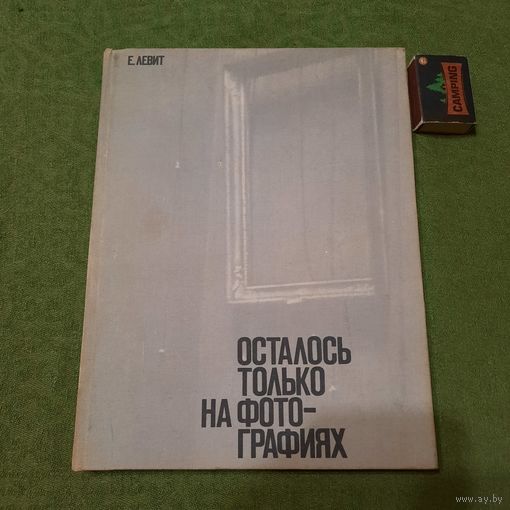 Е. ЛЕВИТ
ОСТАЛОСЬ
ТОЛЬКО
НА ФОТО-
ГРАФИЯХ
CAMPING
www.ay.by